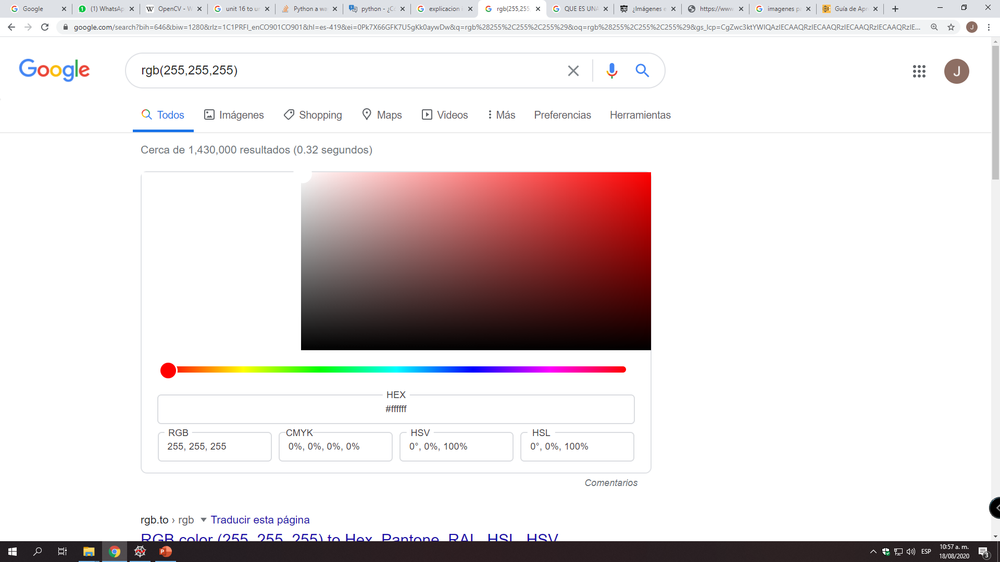 Google
(1) WhatsAp
OpenCV - W
unit 16 to un
Python a wa
python - ¿Co
explicacion i
rgb(255,255,
QUE ES UNA
¿Imágenes e
https://www
imagenes pa
Guía de Apr
google.com/search?bih=646&biw=1280&rlz=1C1PRFI_enCO901CO901&hl=es-419&ei=0Pk7X66GFK7U5gKk0aywDw&q=rgb%28255%2C255%2C255%29&oq=rgb%28255%2C255%2C255%29&gs_lcp=CgZwc3ktYWIQAzIECAAQRzIECAAQRzIECAAQRzIECAAQRzIE...
J
Google
rgb(255,255,255)
J
Todos
Imágenes
Shopping
Maps
Videos
Más
Preferencias
Herramientas
Cerca de 1,430,000 resultados (0.32 segundos)
HEX
#ffffff
RGB
255, 255, 255
CMYK
0%, 0%, 0%, 0%
HSV
0°, 0%, 100%
HSL
0°, 0%, 100%
Comentarios
rgb.to › rgb
Traducir esta página
RGB color (255, 255, 255) to Hex, Pantone, RAL, HSL, HSV
ESP
10:57 a. m.
18/08/2020
3